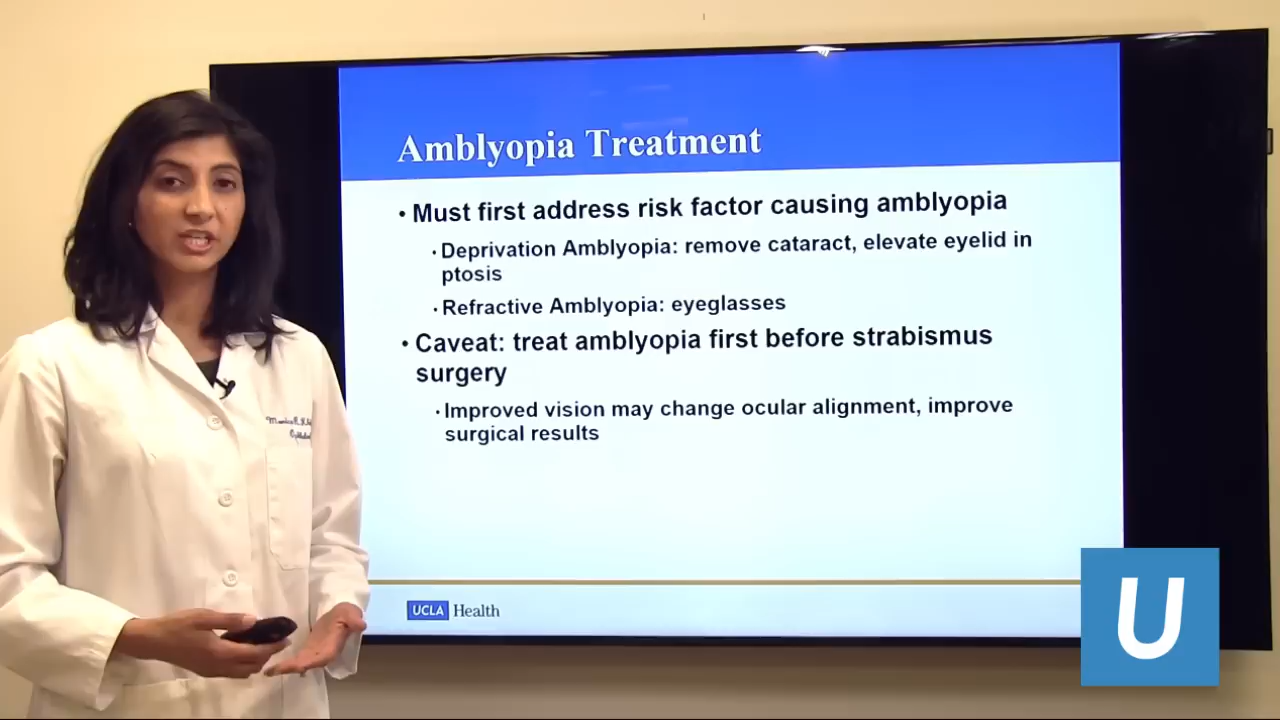 Amblyopia Treatment
• Must first address risk factor causing amblyopia
• Deprivation Amblyopia: remove cataract, elevate eyelid in
ptosis
• Refractive Amblyopia: eyeglasses
• Caveat: treat amblyopia first before strabismus
surgery
• Improved vision may change ocular alignment, improve
surgical results
UCLA Health
U